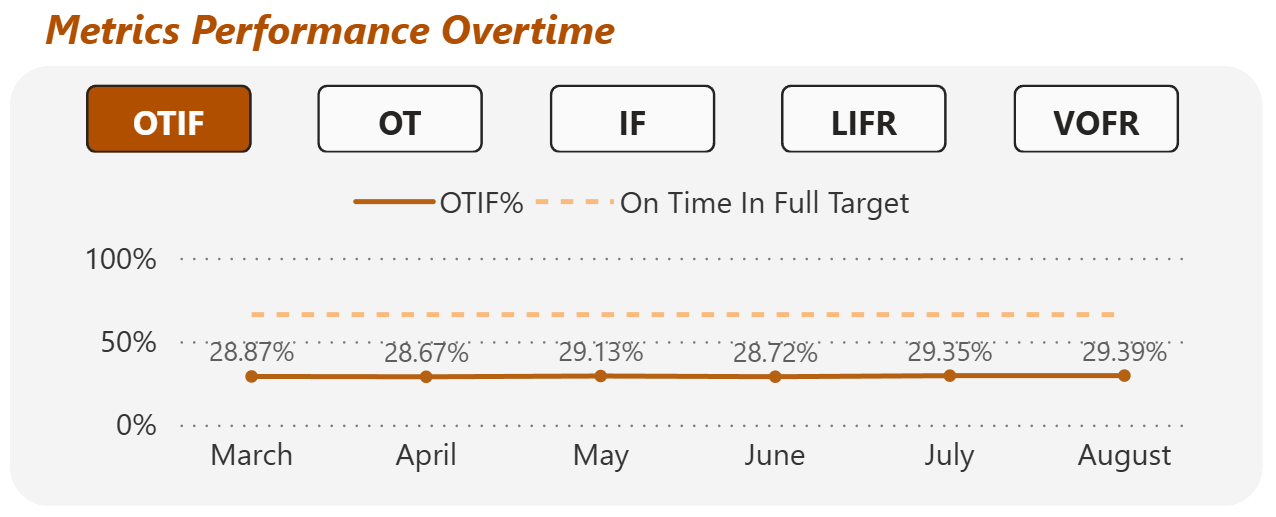 Metrics Performance Overtime
OTIF OT IF LIFR VOFR
OTIF% On Time In Full Target
100%
50%
28.87% 28.67% 29.13% 28.72% 29.35% 29.39%
0%
March April May June July August